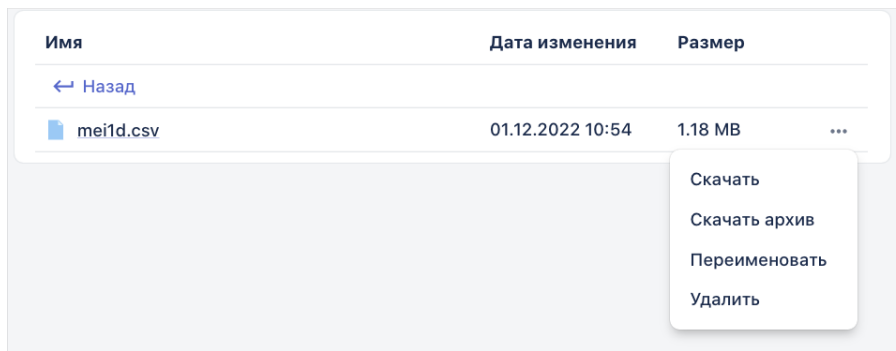 Имя Дата изменения Размер
Назад
mei1d.csv 01.12.2022 10:54 1.18 MB ...
Скачать
Скачать архив
Переименовать
Удалить